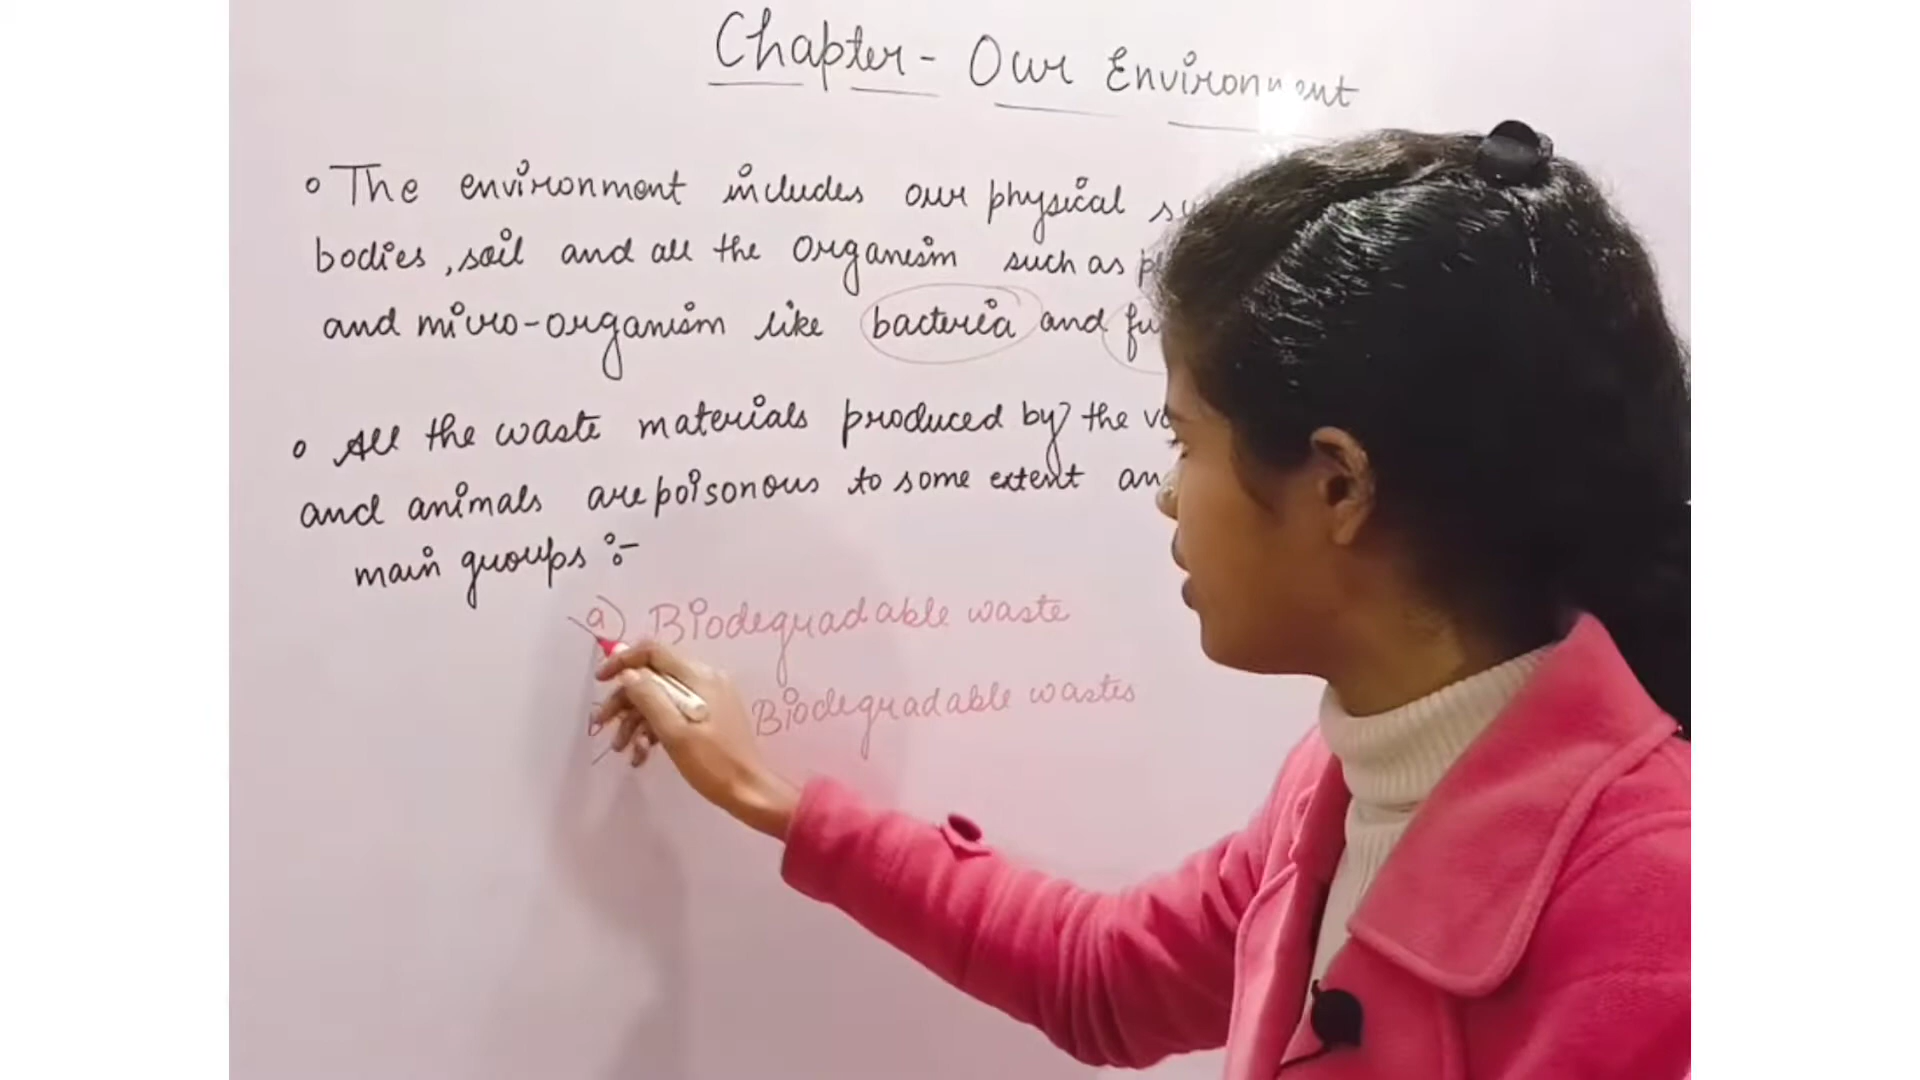 Chapter - Our Environment
The environment includes our physical
bodies, soil and all the organism such as
and micro-organism like bacteria and
All the waste materials produced by the
and animals are poisonous to some extent
main groups :-
a) Biodegradable waste
Biodegradable wastes